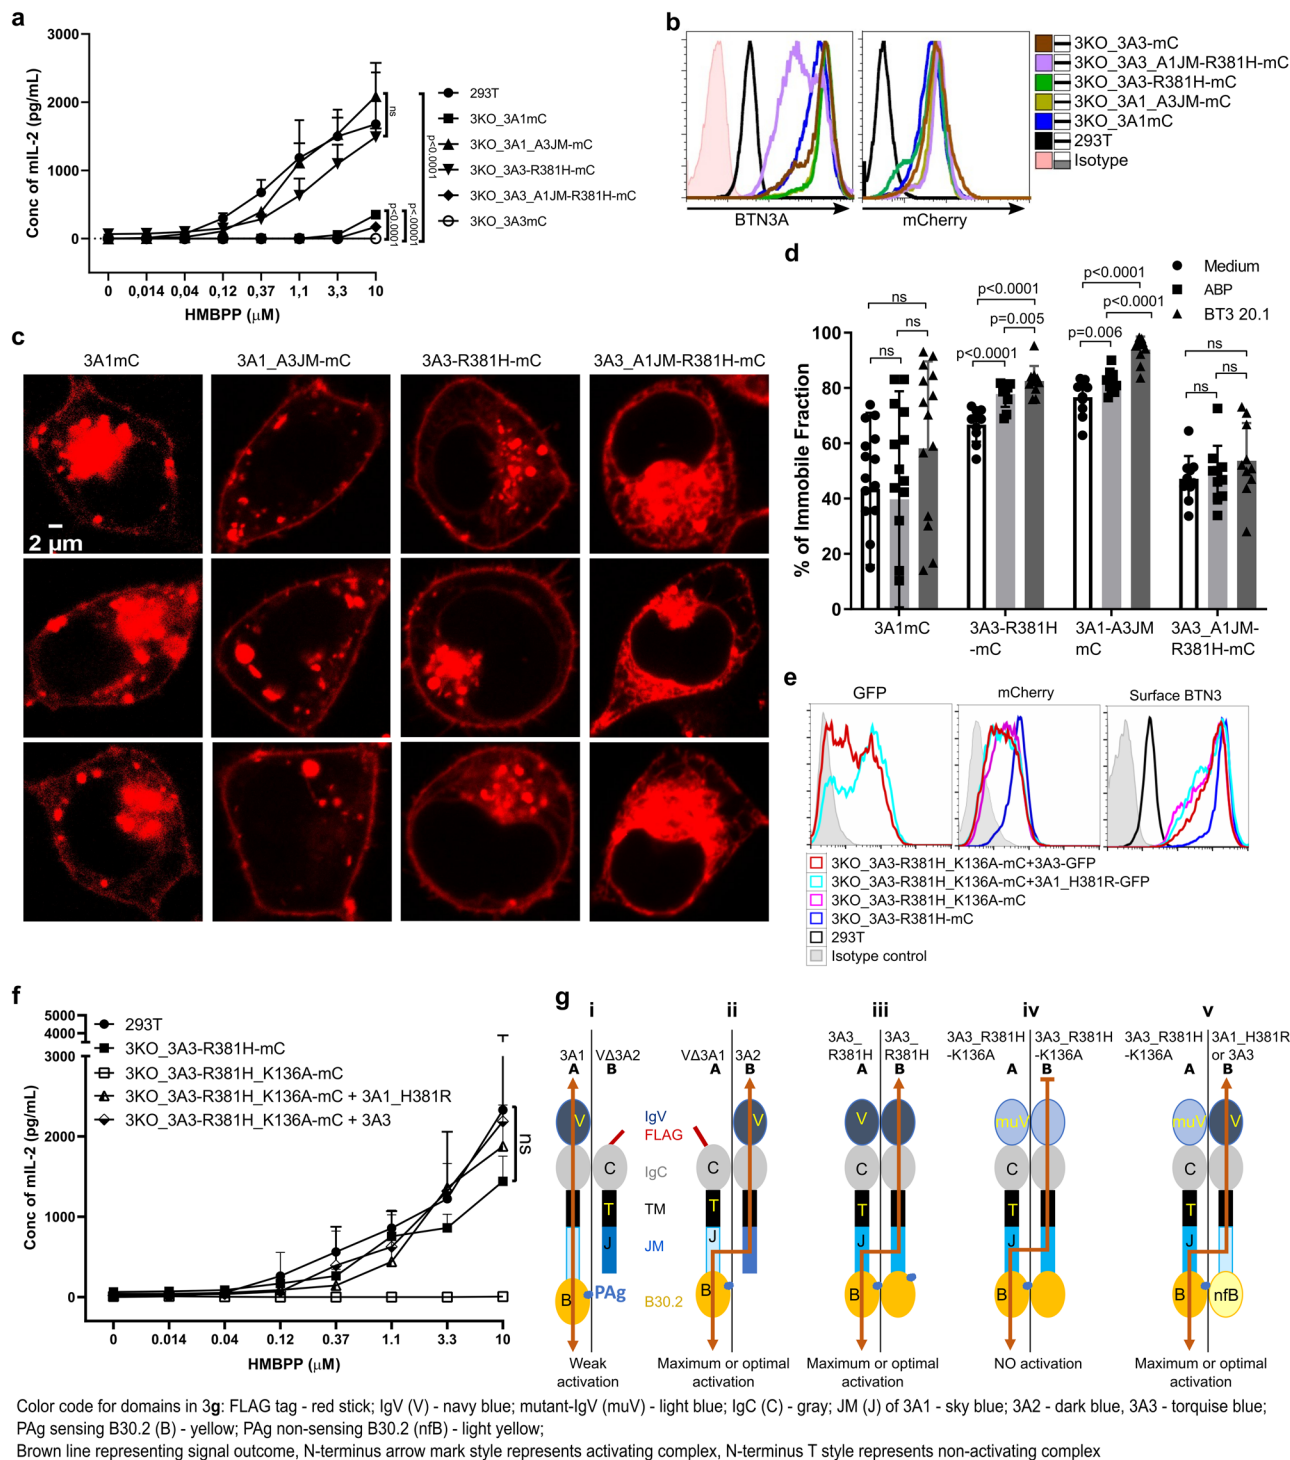 a
3000
2000
1000
0
Conc of mIL-2 (pg/mL)
0 0,014 0,04 0,12 0,37 1,1 3,3 10
HMBPP (μM)
ns
p<0.0001
p<0.0001
p<.00001
293T
3KO_3A1mC
3KO_3A1_A3JM-mC
3KO_3A3-R381H-mC
3KO_3A3_A1JM-R381H-mC
3KO_3A3mC
b
BTN3A
mCherry
3KO_3A3-mC
3KO_3A3_A1JM-R381H-mC
3KO_3A3-R381H-mC
3KO_3A1_A3JM-mC
3KO_3A1mC
293T
Isotype
c
3A1mC 3A1_A3JM-mC 3A3-R381H-mC 3A3_A1JM-R381H-mC
2 μm
d
Medium
ABP
BT3 20.1
% of Immobile Fraction
100
80
60
40
20
0
ns
ns
ns
p<0.0001
p=0.005
p<0.0001
p<0.0001
p<0.0001
p=0.006
ns
ns
ns
3A1mC
3A3-R381H
-mC
3A1-A3JM
mC
3A3_A1JM-
R381H-mC
e
GFP mCherry Surface BTN3
3KO_3A3-R381H_K136A-mC+3A3-GFP
3KO_3A3-R381H_K136A-mC+3A1_H381R-GFP
3KO_3A3-R381H_K136A-mC
3KO_3A3-R381H-mC
293T
Isotype control
f
5000
4000
3000
2000
1000
0
Conc of mIL-2 (pg/mL)
0 0.014 0.04 0.12 0.37 1.1 3.3 10
HMBPP (μM)
ns
293T
3KO_3A3-R381H-mC
3KO_3A3-R381H_K136A-mC
3KO_3A3-R381H_K136A-mC + 3A1_H381R
3KO_3A3-R381H_K136A-mC + 3A3
g
i ii iii iv v
3A1 VΔ3A2
A B
VΔ3A1 3A2
A B
3A3_
R381H
A
3A3_
R381H
B
3A3_R381H
-K136A
A
3A3_R381H
-K136A
B
3A3_R381H
-K136A
A
3A1_H381R
or 3A3
B
V V V muV muV V
IgV
FLAG
IgC
TM
JM
B30.2
PAg
C C C C C
T T T T T
J J J J J
B B B B B nfB
Weak
activation
Maximum or optimal
activation
Maximum or optimal
activation
NO activation
Maximum or optimal
activation
Color code for domains in 3g: FLAG tag - red stick; IgV (V) - navy blue; mutant-IgV (muV) - light blue; IgC (C) - gray; JM (J) of 3A1 - sky blue; 3A2 - dark blue, 3A3 - torquise blue;
PAg sensing B30.2 (B) - yellow; PAg non-sensing B30.2 (nfB) - light yellow;
Brown line representing signal outcome, N-terminus arrow mark style represents activating complex, N-terminus T style represents non-activating complex